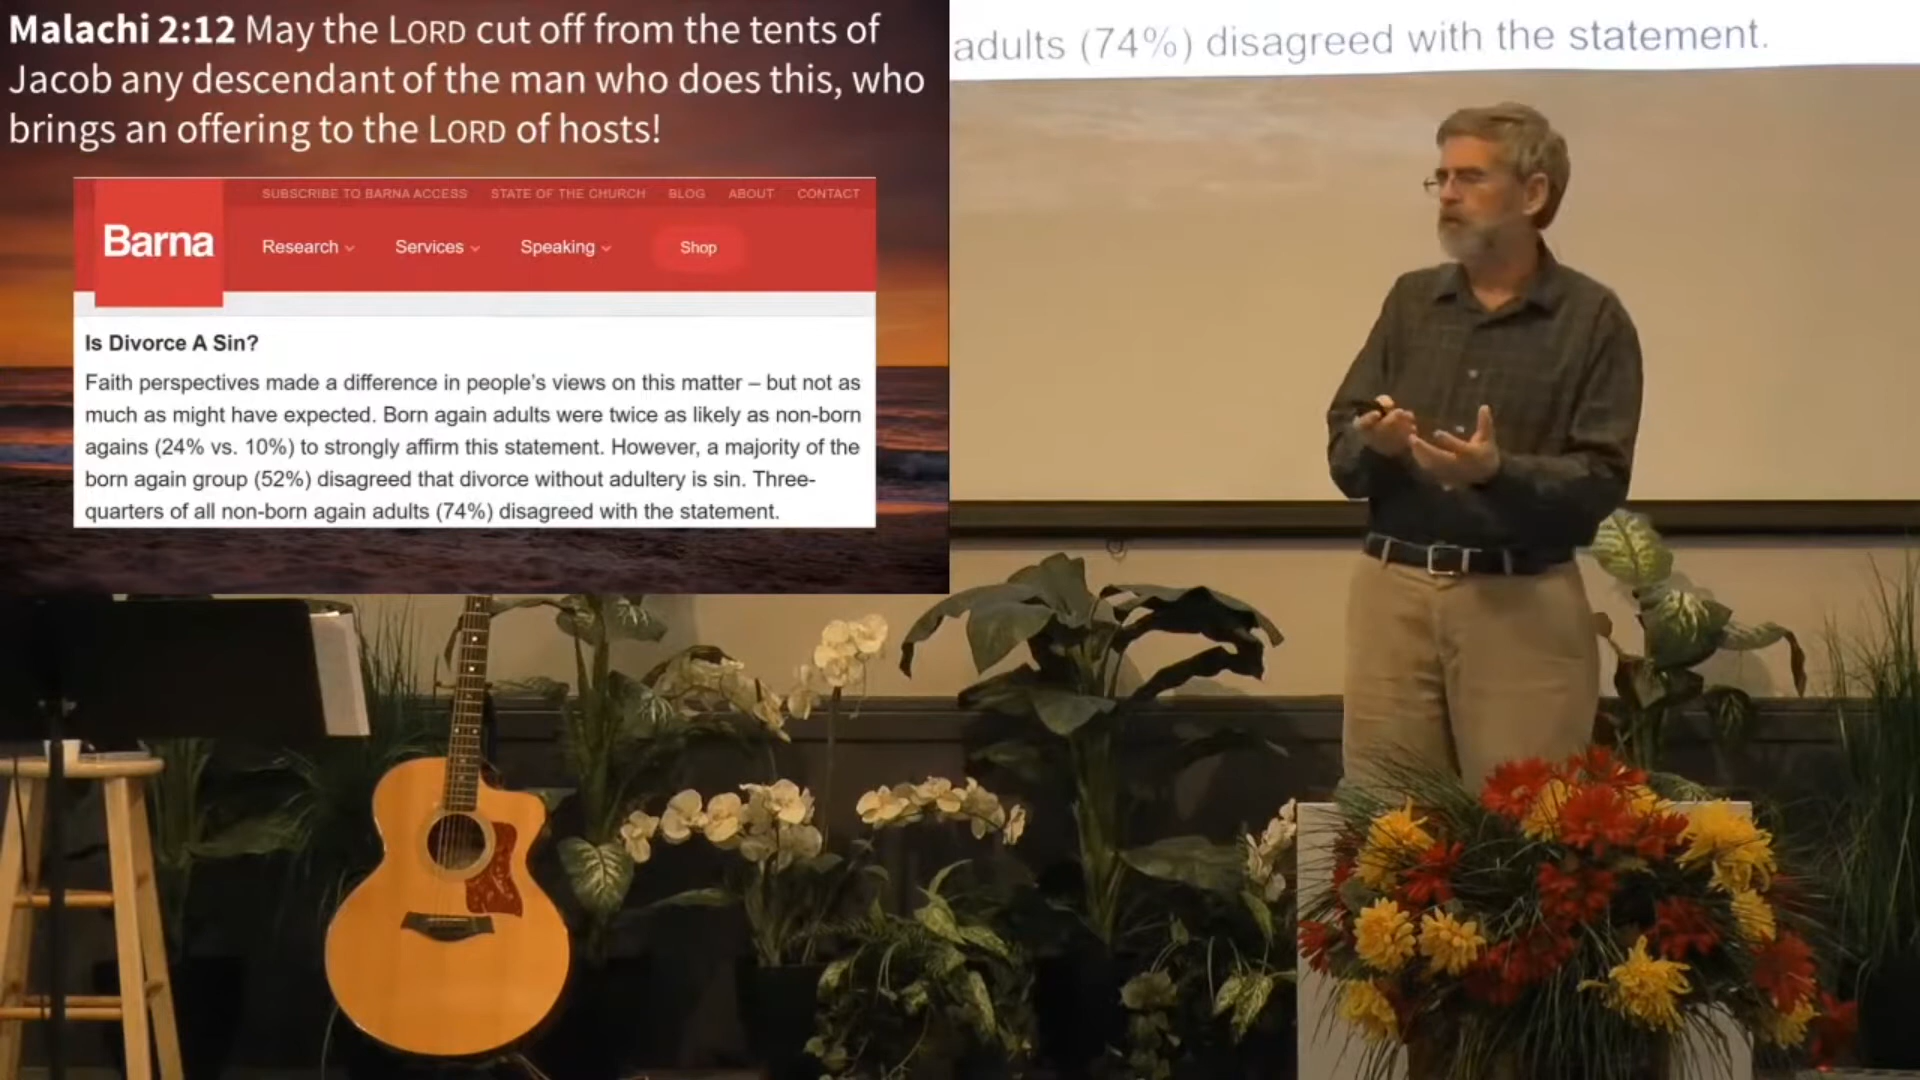 Malachi 2:12 May the LORD cut off from the tents of
Jacob any descendant of the man who does this, who
brings an offering to the LORD of hosts!
SUBSCRIBE TO BARNA ACCESS STATE OF THE CHURCH BLOG ABOUT CONTACT
Barna Research Services Speaking Shop
Is Divorce A Sin?
Faith perspectives made a difference in people's views on this matter – but not as
much as might have expected. Born again adults were twice as likely as non-born
agains (24% vs. 10%) to strongly affirm this statement. However, a majority of the
born again group (52%) disagreed that divorce without adultery is sin. Three-
quarters of all non-born again adults (74%) disagreed with the statement.
adults (74%) disagreed with the statement.